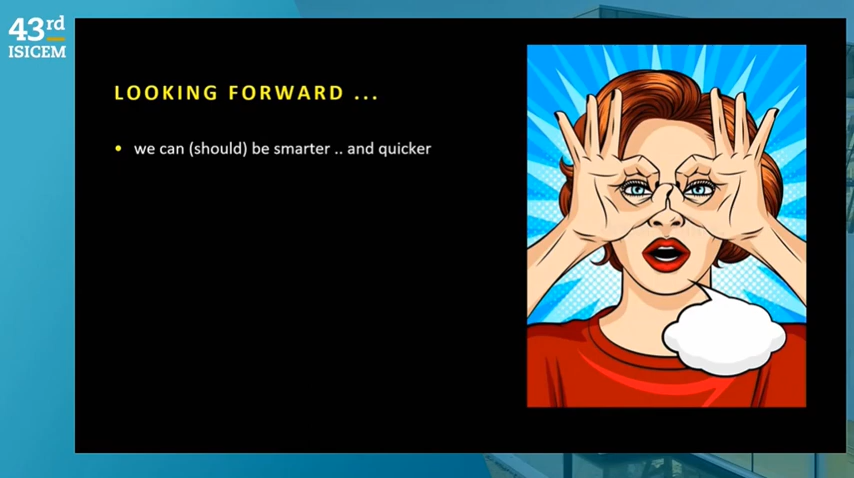 43rd
ISICEM
LOOKING FORWARD ...
• we can (should) be smarter .. and quicker